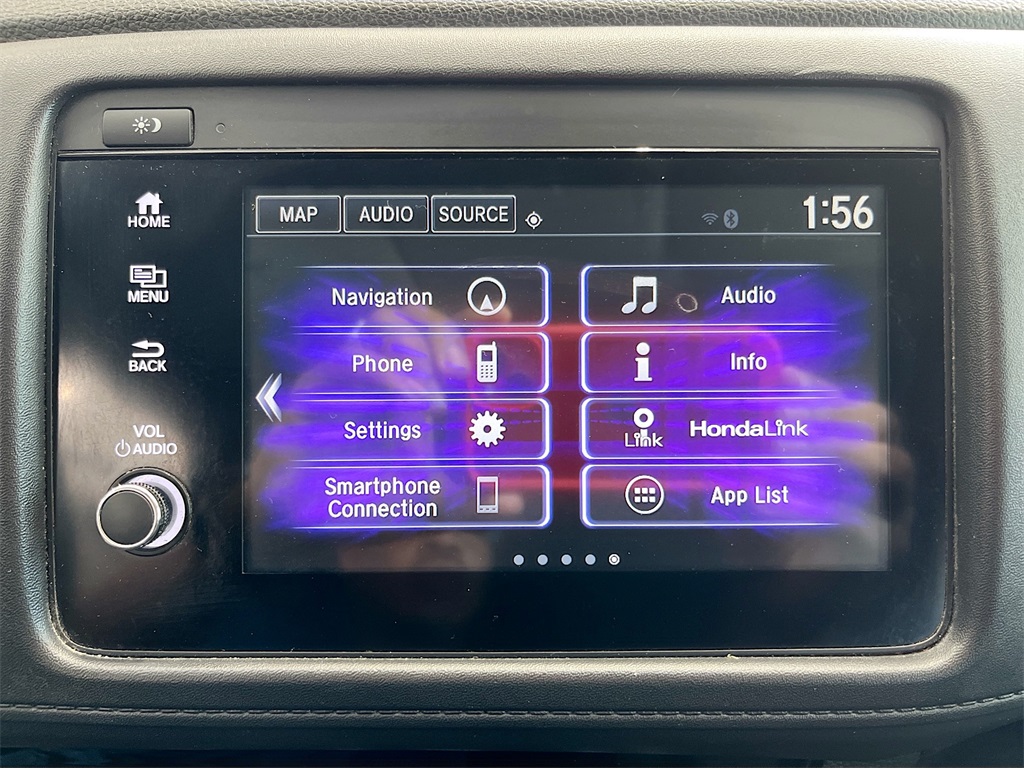 HOME
MENU
BACK
VOL
AUDIO
MAP AUDIO SOURCE 1:56
Navigation
Audio
Phone
Info
Settings
Link HondaLink
Smartphone
Connection
App List